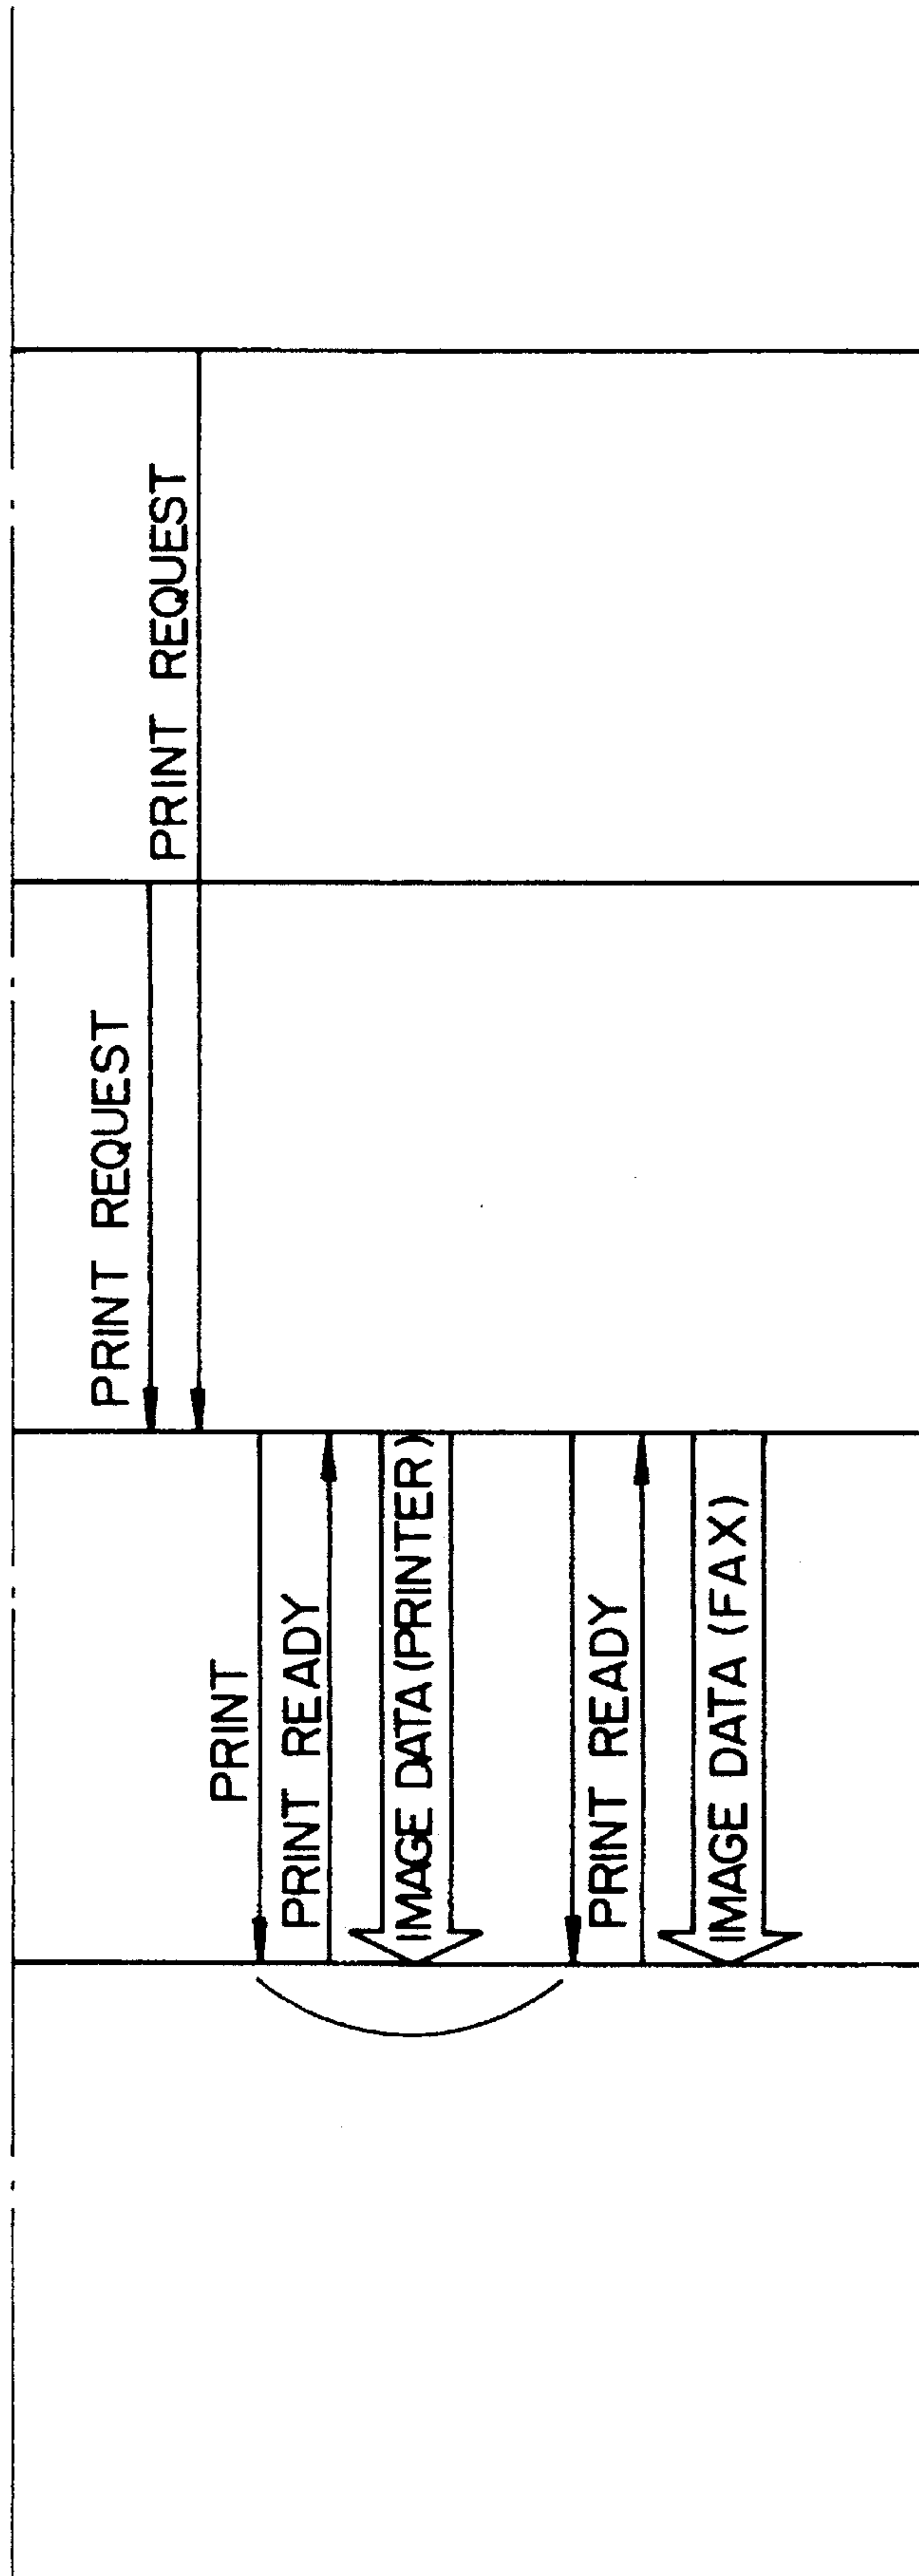 PRINT REQUEST
PRINT REQUEST
PRINT
PRINT READY
IMAGE DATA (PRINTER)
PRINT READY
IMAGE DATA (FAX)